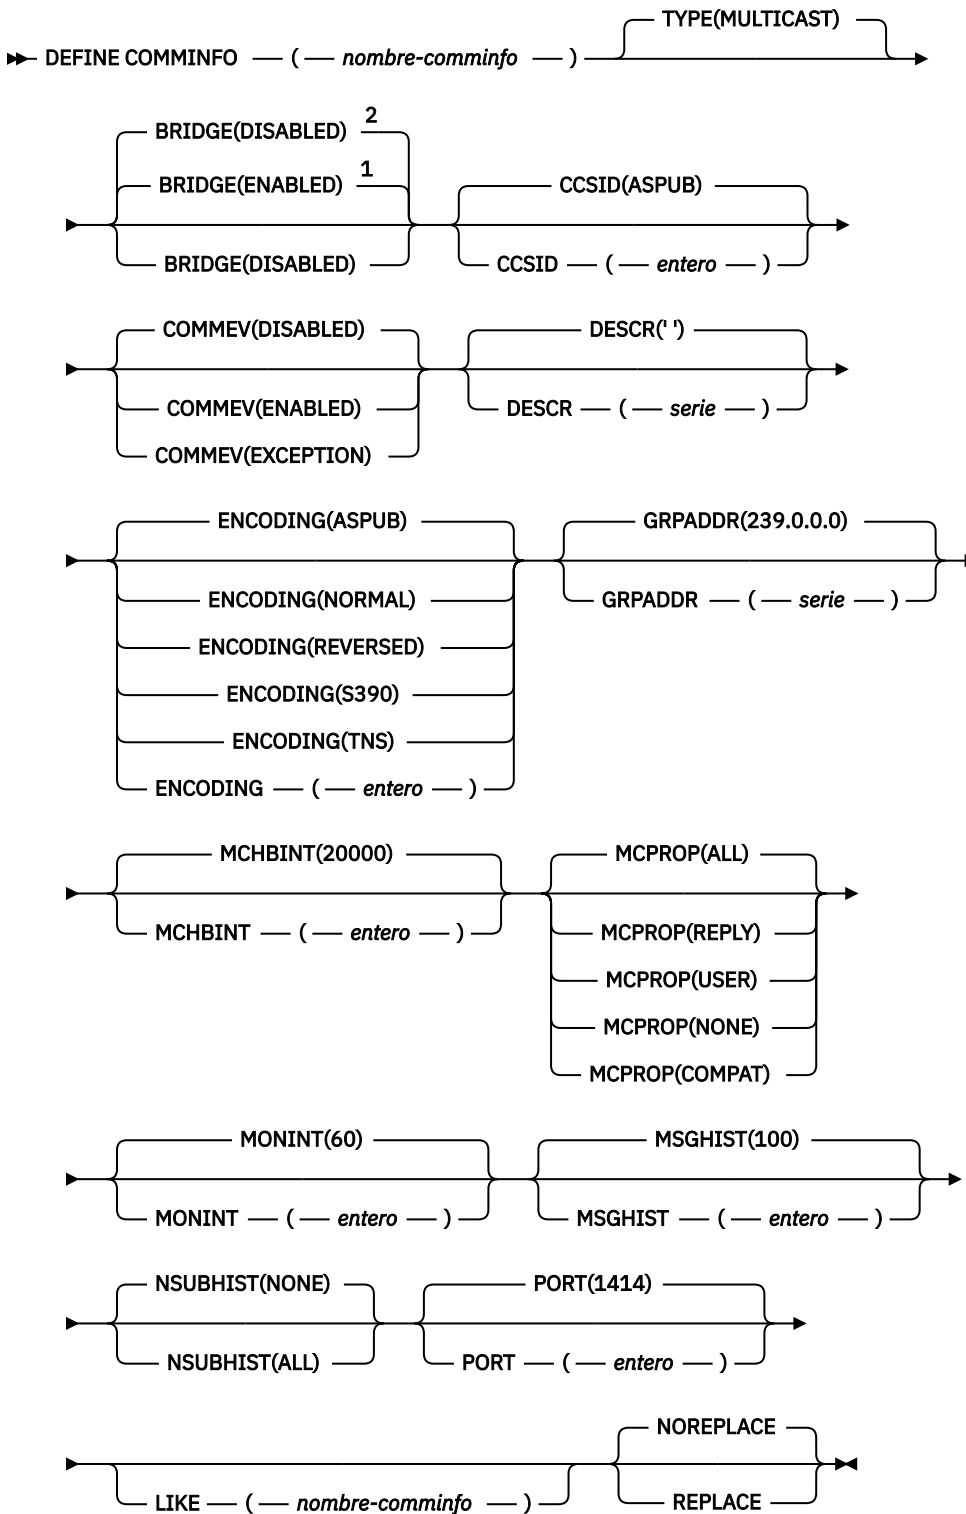 TYPE(MULTICAST)
DEFINE COMMINFO ( nombre-comminfo )
BRIDGE(DISABLED) 2
BRIDGE(ENABLED) 1
CCSID(ASPUB)
BRIDGE(DISABLED)
CCSID ( entero )
COMMEV(DISABLED)
DESCR(' ')
COMMEV(ENABLED)
DESCR ( serie )
COMMEV(EXCEPTION)
ENCODING(ASPUB)
GRPADDR(239.0.0.0)
ENCODING(NORMAL)
GRPADDR ( serie )
ENCODING(REVERSED)
ENCODING(S390)
ENCODING(TNS)
ENCODING ( entero )
MCHBINT(20000)
MCPROP(ALL)
MCHBINT ( entero )
MCPROP(REPLY)
MCPROP(USER)
MCPROP(NONE)
MCPROP(COMPAT)
MONINT(60)
MSGHIST(100)
MONINT ( entero )
MSGHIST ( entero )
NSUBHIST(NONE)
PORT(1414)
NSUBHIST(ALL)
PORT ( entero )
NOREPLACE
LIKE ( nombre-comminfo )
REPLACE